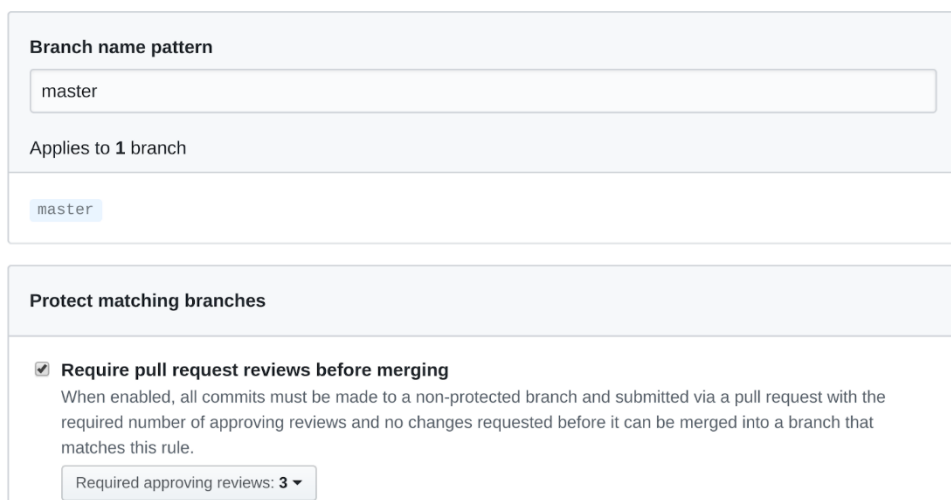 Branch name pattern
master
Applies to 1 branch
master
Protect matching branches
Require pull request reviews before merging
When enabled, all commits must be made to a non-protected branch and submitted via a pull request with the
required number of approving reviews and no changes requested before it can be merged into a branch that
matches this rule.
Required approving reviews: 3